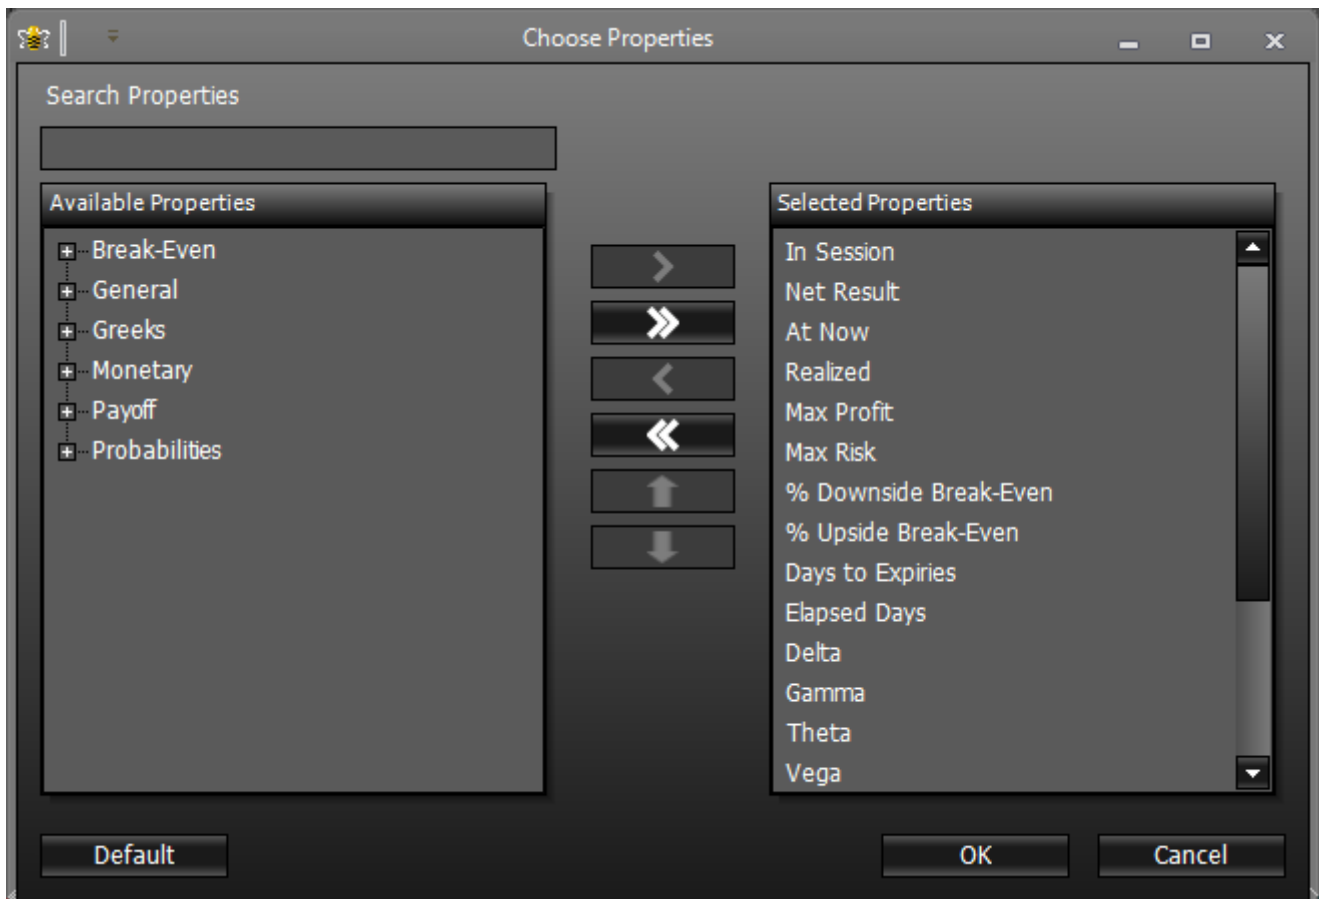 Choose Properties
Search Properties
Available Properties
Break-Even
General
Greeks
Monetary
Payoff
Probabilities
Selected Properties
In Session
Net Result
At Now
Realized
Max Profit
Max Risk
% Downside Break-Even
% Upside Break-Even
Days to Expiries
Elapsed Days
Delta
Gamma
Theta
Vega
Default
OK
Cancel